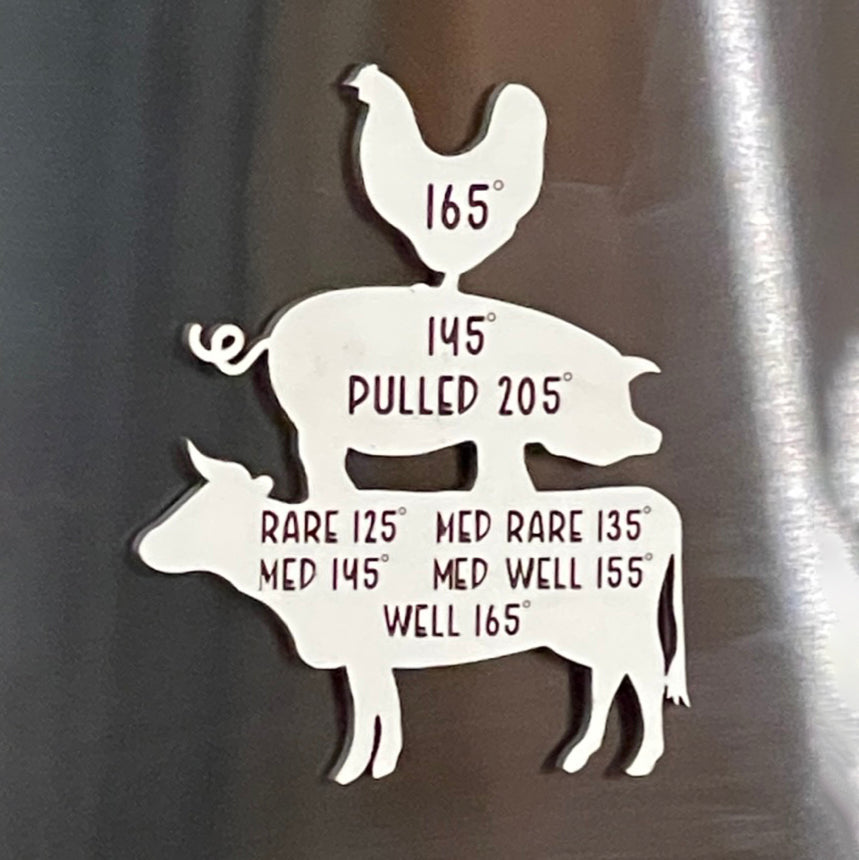 165°
145°
PULLED 205°
RARE 125° MED RARE 135°
MED 145° MED WELL 155°
WELL 165°